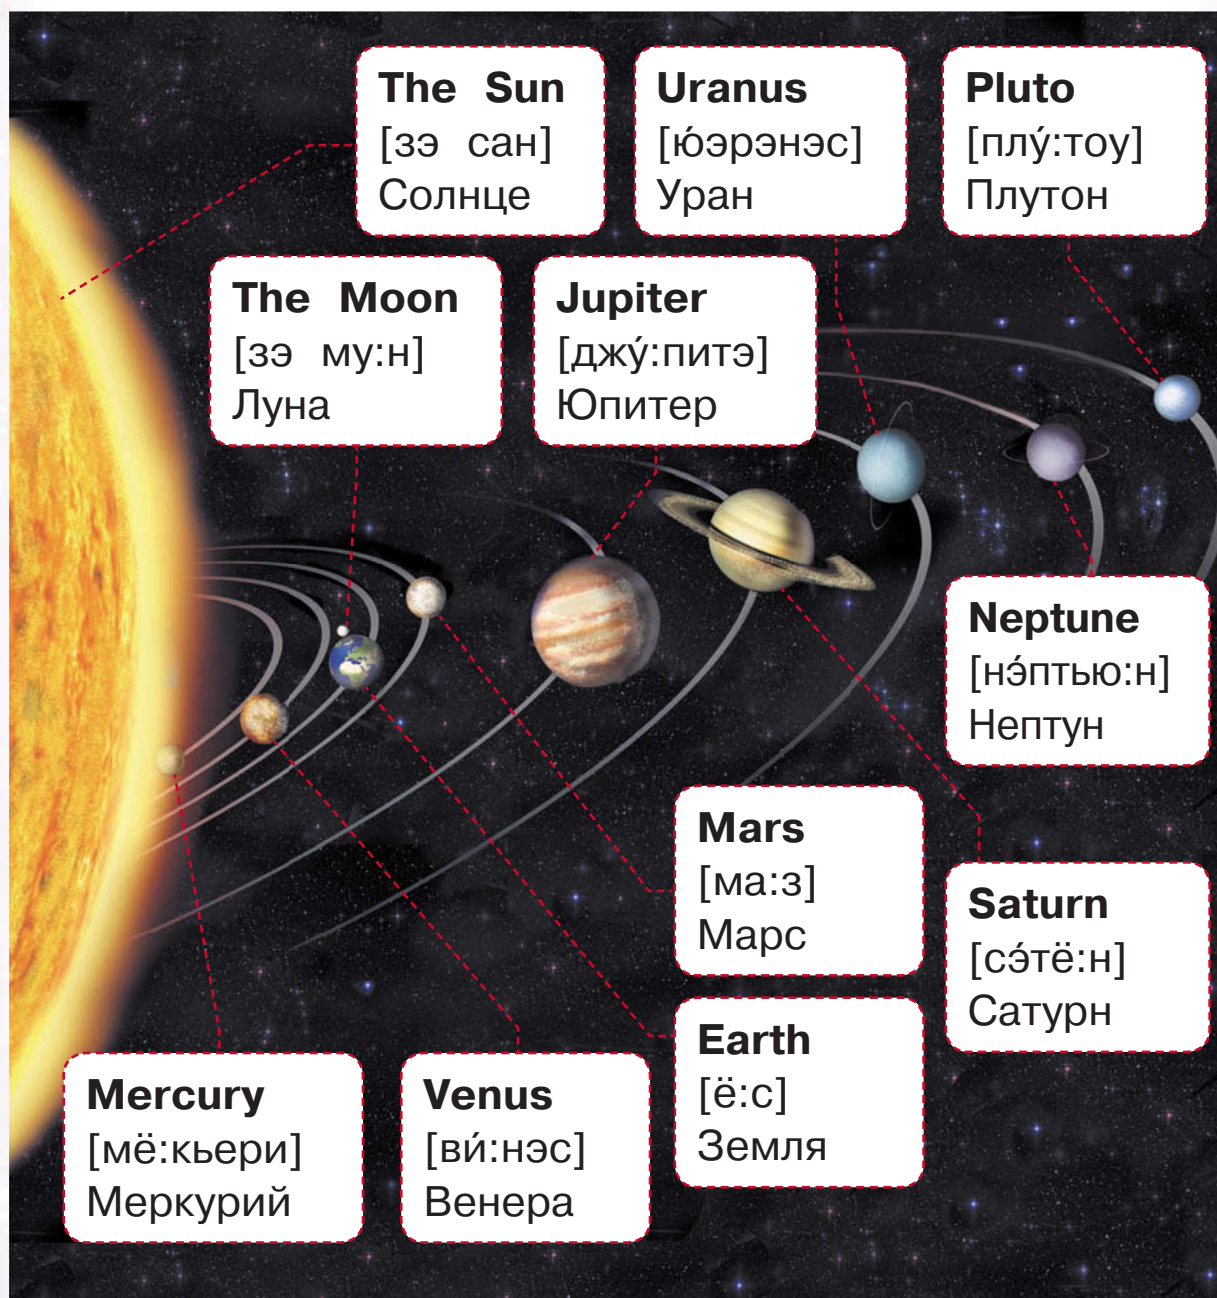 The Sun
[зэ сан]
Солнце
Uranus
[ю́эрэнэс]
Уран
Pluto
[плу́:тоу]
Плутон
The Moon
[зэ му:н]
Луна
Jupiter
[джу́:питэ]
Юпитер
Neptune
[нэ́птью:н]
Нептун
Mars
[ма:з]
Марс
Saturn
[сэ́тё:н]
Сатурн
Earth
[ё:с]
Земля
Mercury
[мё:кьери]
Меркурий
Venus
[ви́:нэс]
Венера